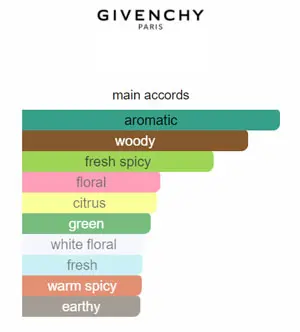 GIVENCHY
PARIS
main accords
aromatic
woody
fresh spicy
floral
citrus
green
white floral
fresh
warm spicy
earthy